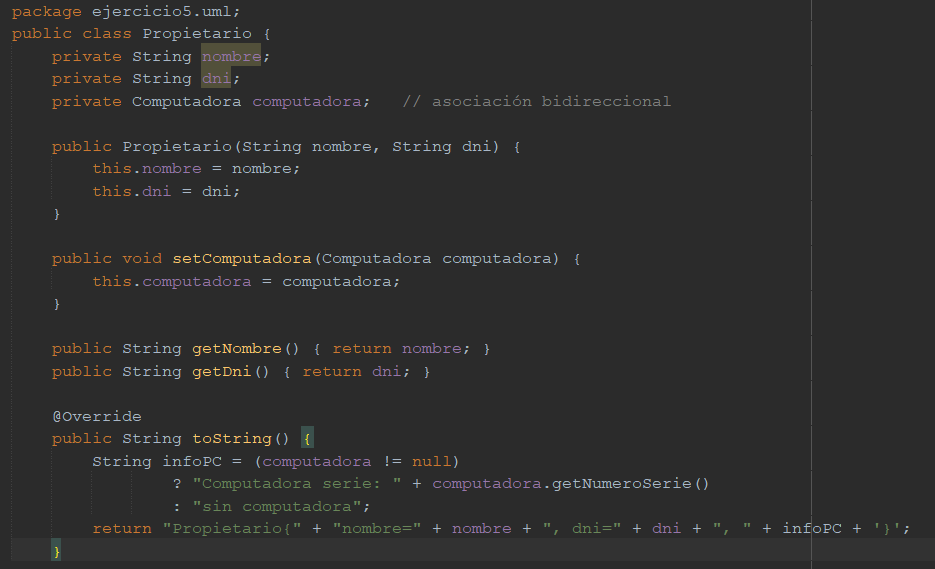 package ejercicio5.uml;
public class Propietario {
    private String nombre;
    private String dni;
    private Computadora computadora;   // asociación bidireccional

    public Propietario(String nombre, String dni) {
        this.nombre = nombre;
        this.dni = dni;
    }

    public void setComputadora(Computadora computadora) {
        this.computadora = computadora;
    }

    public String getNombre() { return nombre; }
    public String getDni() { return dni; }

    @Override
    public String toString() {
        String infoPC = (computadora != null)
                ? "Computadora serie: " + computadora.getNumeroSerie()
                : "sin computadora";
        return "Propietario{" + "nombre=" + nombre + ", dni=" + dni + ", " + infoPC + '}';
    }